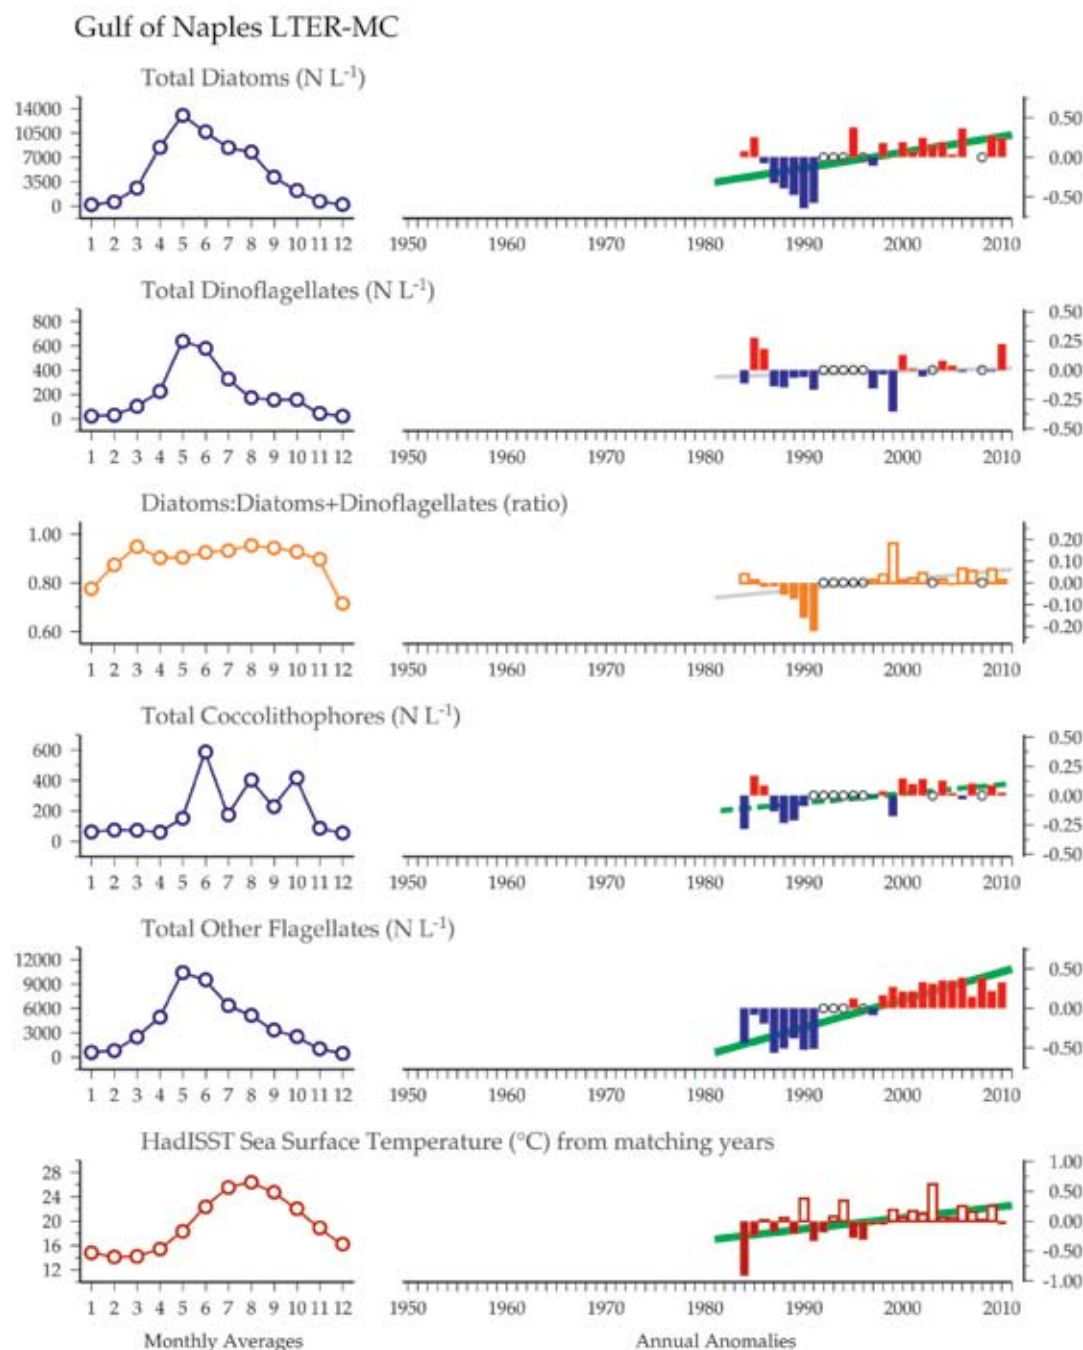 Gulf of Naples LTER-MC
Total Diatoms (N L⁻¹)
14000
10500
7000
3500
0
0.50
0.00
-0.50
1 2 3 4 5 6 7 8 9 10 11 12
1950 1960 1970 1980 1990 2000 2010
Total Dinoflagellates (N L⁻¹)
800
600
400
200
0
0.50
0.25
0.00
-0.25
-0.50
1 2 3 4 5 6 7 8 9 10 11 12
1950 1960 1970 1980 1990 2000 2010
Diatoms:Diatoms+Dinoflagellates (ratio)
1.00
0.80
0.60
0.20
0.10
0.00
-0.10
-0.20
1 2 3 4 5 6 7 8 9 10 11 12
1950 1960 1970 1980 1990 2000 2010
Total Coccolithophores (N L⁻¹)
600
400
200
0
0.50
0.25
0.00
-0.25
-0.50
1 2 3 4 5 6 7 8 9 10 11 12
1950 1960 1970 1980 1990 2000 2010
Total Other Flagellates (N L⁻¹)
12000
9000
6000
3000
0
0.50
0.00
-0.50
1 2 3 4 5 6 7 8 9 10 11 12
1950 1960 1970 1980 1990 2000 2010
HadISST Sea Surface Temperature (°C) from matching years
28
24
20
16
12
1.00
0.50
0.00
-0.50
-1.00
1 2 3 4 5 6 7 8 9 10 11 12
1950 1960 1970 1980 1990 2000 2010
Monthly Averages
Annual Anomalies